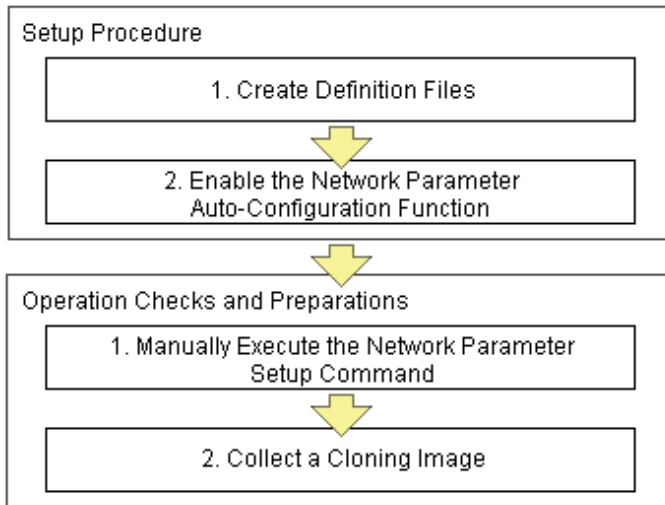 Setup Procedure
1. Create Definition Files
2. Enable the Network Parameter
Auto-Configuration Function
Operation Checks and Preparations
1. Manually Execute the Network Parameter
Setup Command
2. Collect a Cloning Image